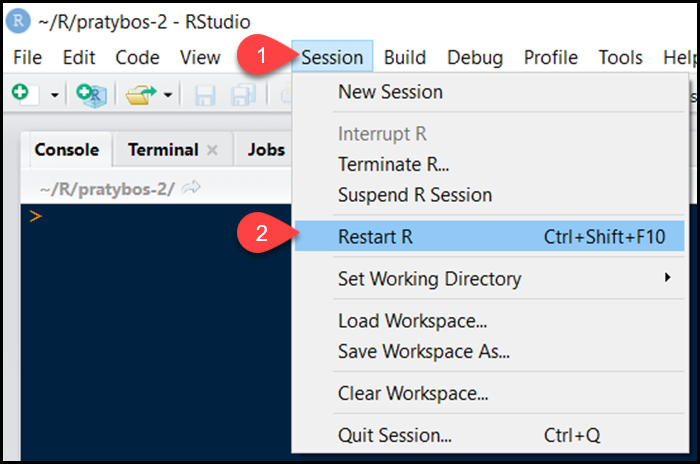 R ~/R/pratybos-2 - RStudio
File Edit Code View 1 Session Build Debug Profile Tools Help
Console Terminal × Jobs
~/R/pratybos-2/
>
New Session
Interrupt R
Terminate R...
Suspend R Session
2 Restart R Ctrl+Shift+F10
Set Working Directory
Load Workspace...
Save Workspace As...
Clear Workspace...
Quit Session... Ctrl+Q